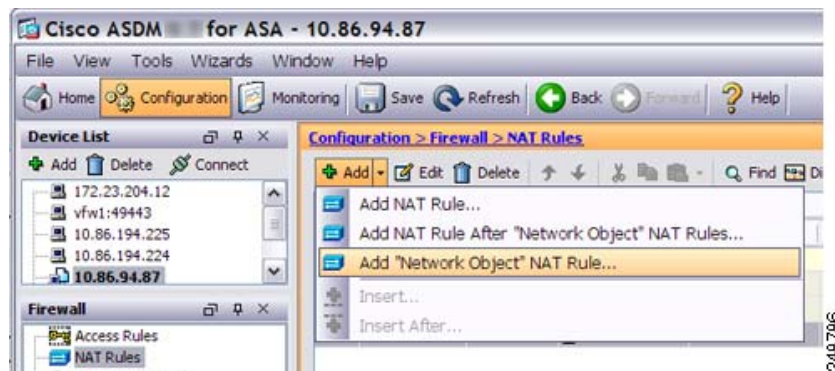 Cisco ASDM for ASA - 10.86.94.87
File View Tools Wizards Window Help
Home Configuration Monitoring Save Refresh Back Forward Help
Device List
Add Delete Connect
172.23.204.12
vfw1:49443
10.86.194.225
10.86.194.224
10.86.94.87
Firewall
Access Rules
NAT Rules
Configuration > Firewall > NAT Rules
Add Edit Delete Find Di
Add NAT Rule...
Add NAT Rule After "Network Object" NAT Rules...
Add "Network Object" NAT Rule...
Insert...
Insert After...